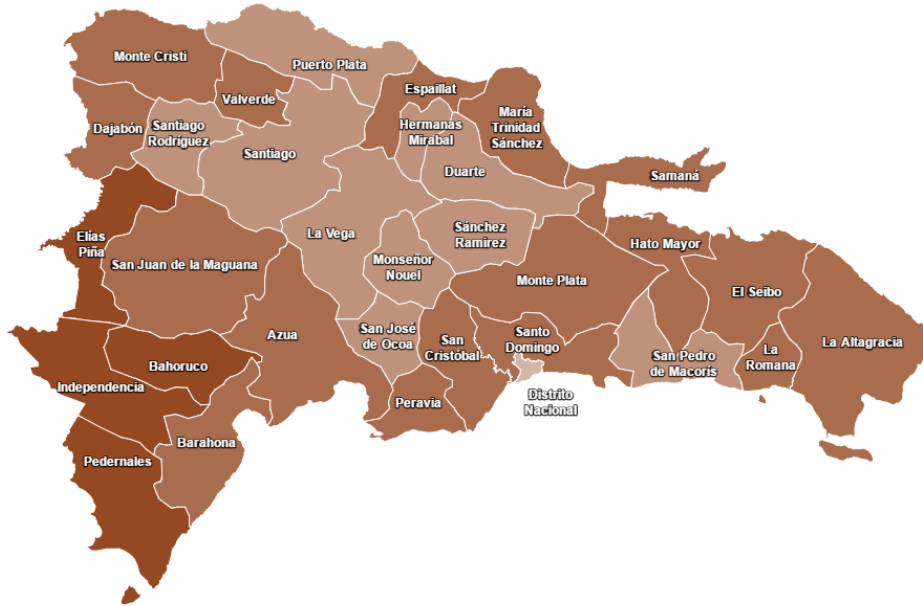 Monte Cristi
Puerto Plata
Espaillat
Valverde
María
Trinidad
Sánchez
Dajabón
Santiago
Rodríguez
Hermanas
Mirabal
Santiago
Duarte
Samaná
Elías
Piña
La Vega
Sánchez
Ramirez
Hato Mayor
San Juan de la Maguana
Monseñor
Nouel
Monte Plata
El Seibo
Azua
San José
de Ocoa
San
Cristóbal
Santo
Domingo
La Altagracia
San Pedro
de Macorís
La
Romana
Bahoruco
Independencia
Distrito
Nacional
Peravia
Barahona
Pedernales